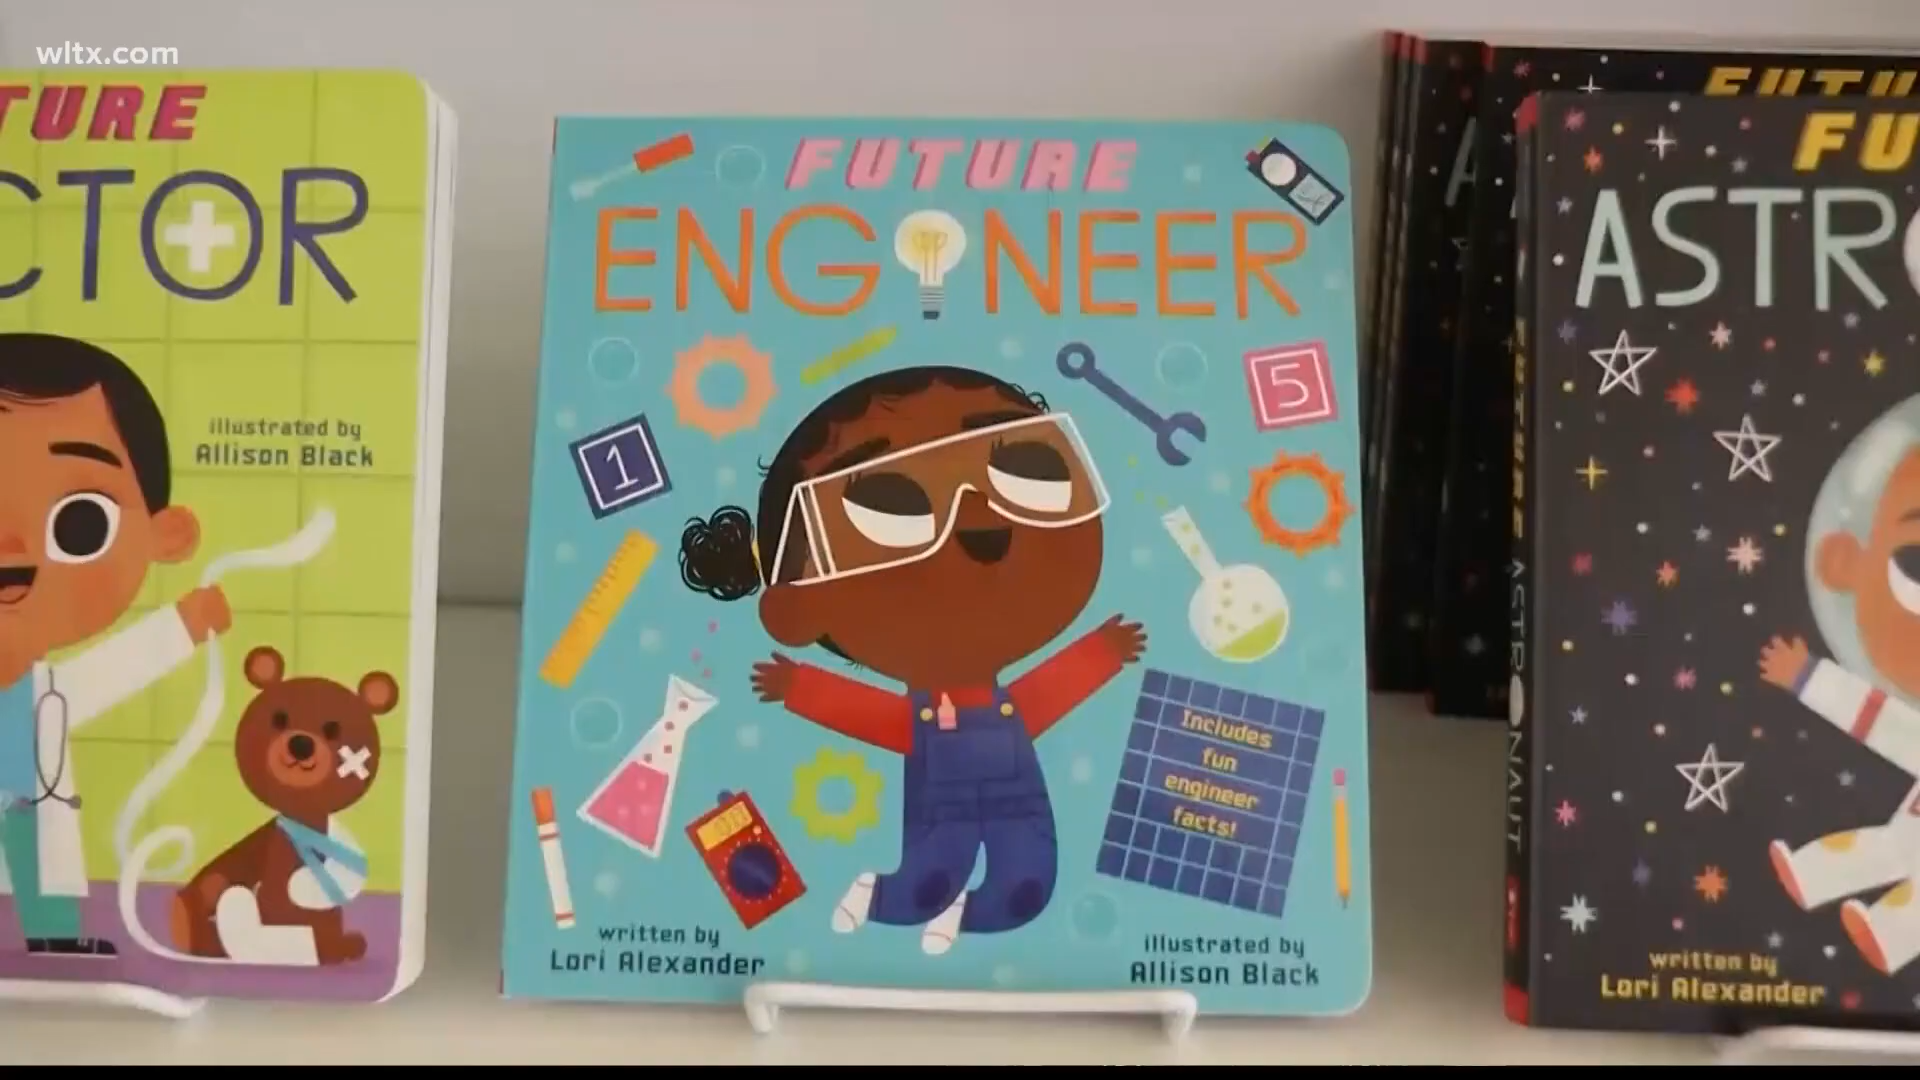 wltx.com
TURE
CTOR
illustrated by
Allison Black
FUTURE
ENGINEER
1
5
Includes
fun
engineer
facts!
written by
Lori Alexander
illustrated by
Allison Black
FUTU
FU
ASTRO
FUTURE ASTRONAUT
written by
Lori Alexander